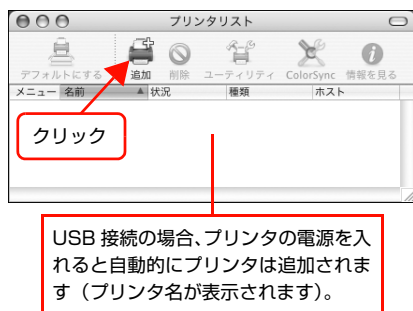 プリンタリスト
デフォルトにする 追加 削除 ユーティリティ ColorSync 情報を見る
メニュー 名前 状況 種類 ホスト
クリック
USB 接続の場合、プリンタの電源を入
れると自動的にプリンタは追加されま
す（プリンタ名が表示されます）。